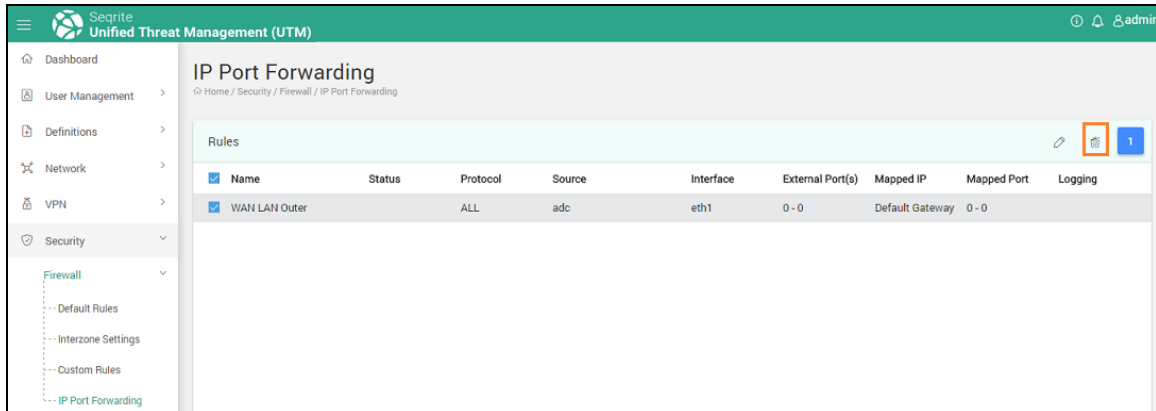 Seqrite
Unified Threat Management (UTM)
admin
Dashboard
User Management
Definitions
Network
VPN
Security
Firewall
Default Rules
Interzone Settings
Custom Rules
IP Port Forwarding
IP Port Forwarding
Home / Security / Firewall / IP Port Forwarding
Rules
1
Name Status Protocol Source Interface External Port(s) Mapped IP Mapped Port Logging
WAN LAN Outer ALL adc eth1 0 - 0 Default Gateway 0 - 0